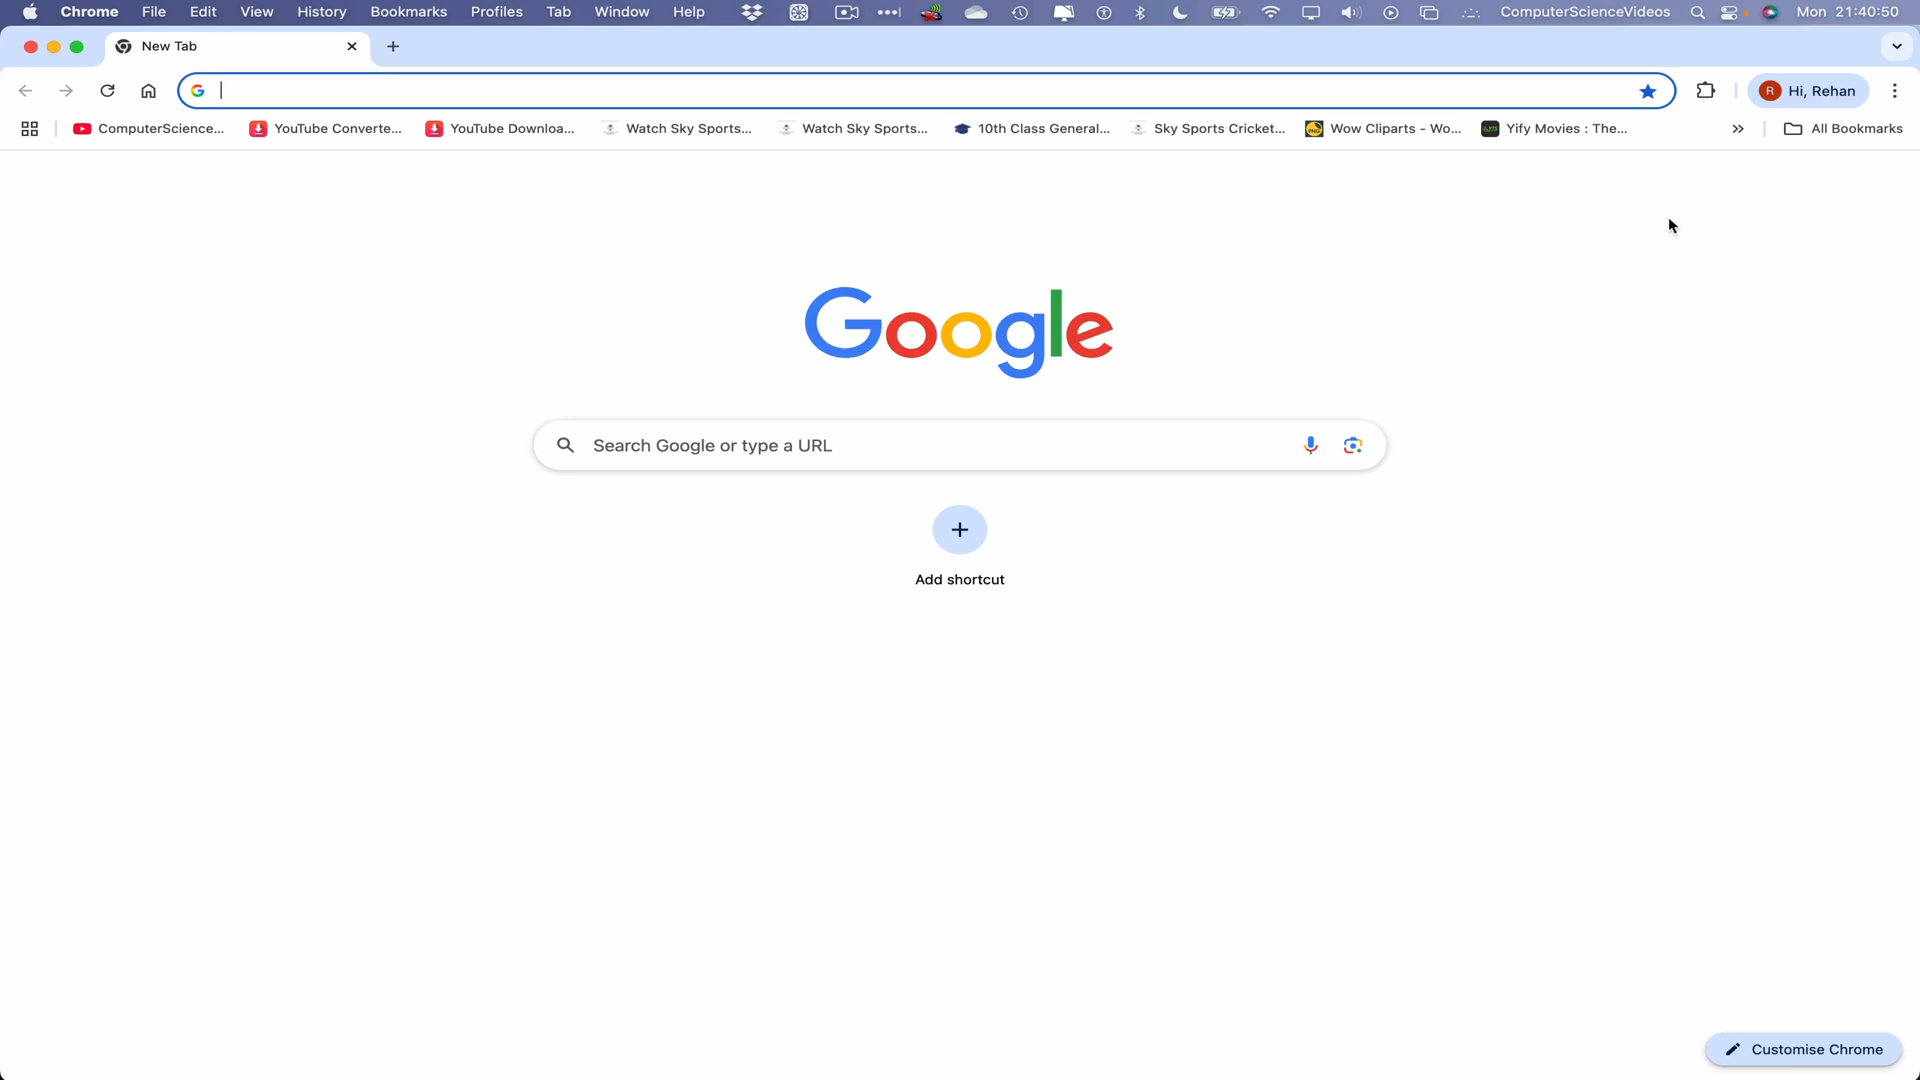 Chrome File Edit View History Bookmarks Profiles Tab Window Help ComputerScienceVideos Mon 21:40:50
New Tab
Hi, Rehan
ComputerScience... YouTube Converte... YouTube Downloa... Watch Sky Sports... Watch Sky Sports... 10th Class General... Sky Sports Cricket... Wow Cliparts - Wo... Yify Movies : The... All Bookmarks
Google
Search Google or type a URL
Add shortcut
Customise Chrome